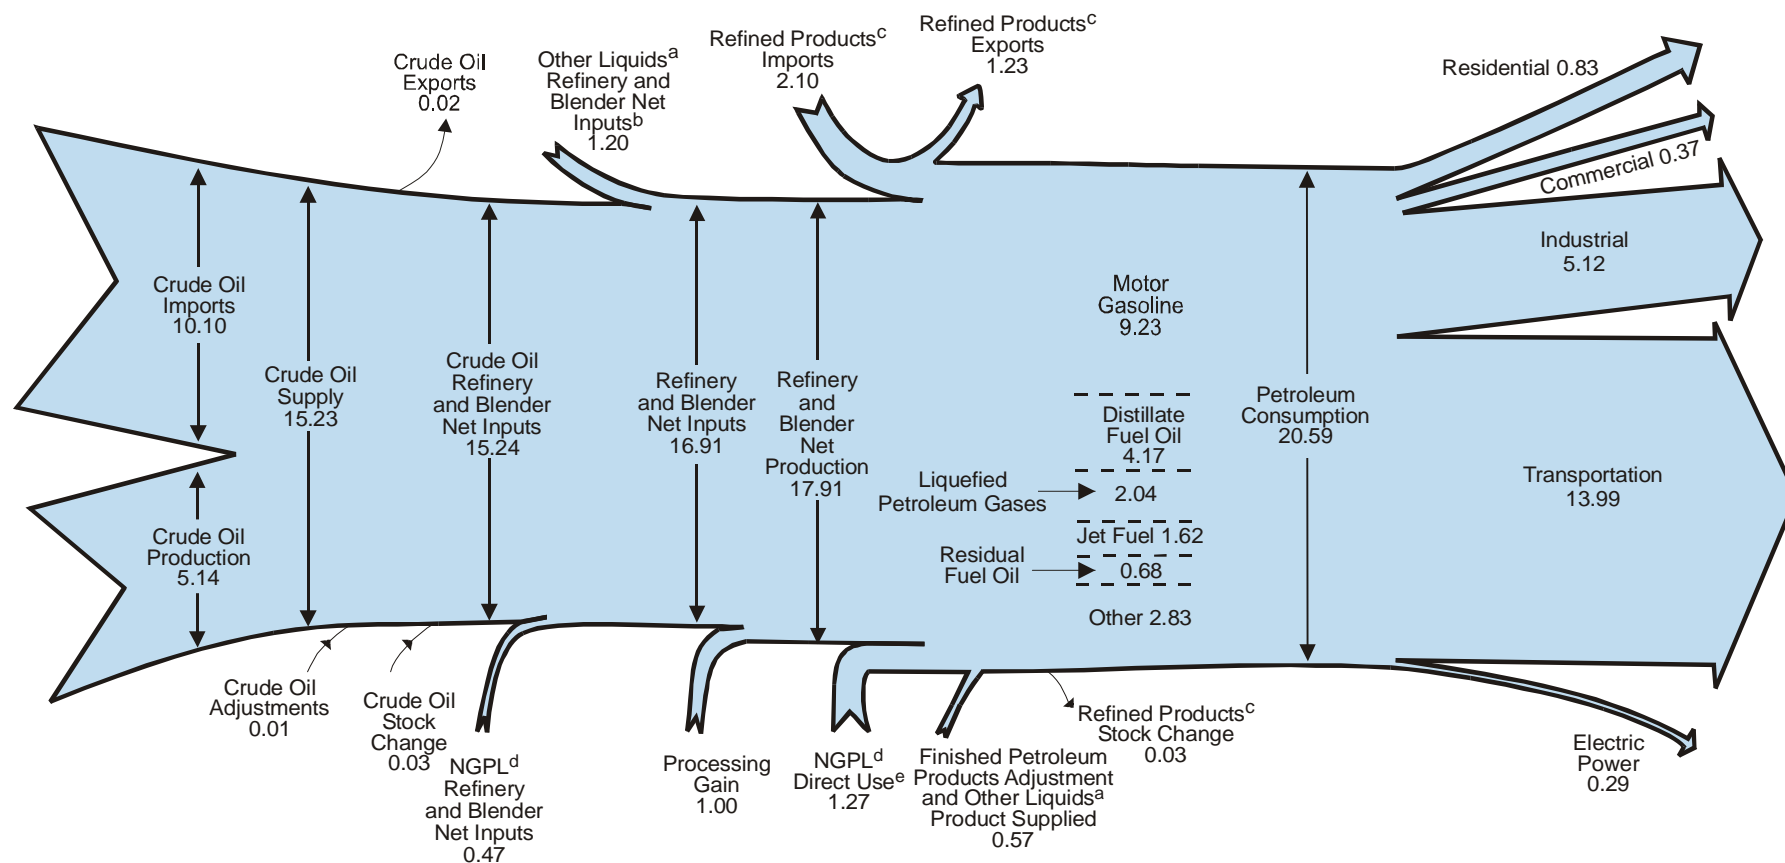 Crude Oil
Exports
0.02
Other Liquidsa
Refinery and
Blender Net
Inputsb
1.20
Refined Productsc
Imports
2.10
Refined Productsc
Exports
1.23
Residential 0.83
Commercial 0.37
Industrial
5.12
Transportation
13.99
Electric
Power
0.29
Crude Oil
Imports
10.10
Crude Oil
Production
5.14
Crude Oil
Supply
15.23
Crude Oil
Refinery
and Blender
Net Inputs
15.24
Refinery
and Blender
Net Inputs
16.91
Refinery
and
Blender
Net
Production
17.91
Motor
Gasoline
9.23
Distillate
Fuel Oil
4.17
Liquefied
Petroleum Gases
2.04
Jet Fuel 1.62
Residual
Fuel Oil
0.68
Other 2.83
Petroleum
Consumption
20.59
Crude Oil
Adjustments
0.01
Crude Oil
Stock
Change
0.03
NGPLd
Refinery
and Blender
Net Inputs
0.47
Processing
Gain
1.00
NGPLd
Direct Usee
1.27
Finished Petroleum
Products Adjustment
and Other Liquidsa
Product Supplied
0.57
Refined Productsc
Stock Change
0.03